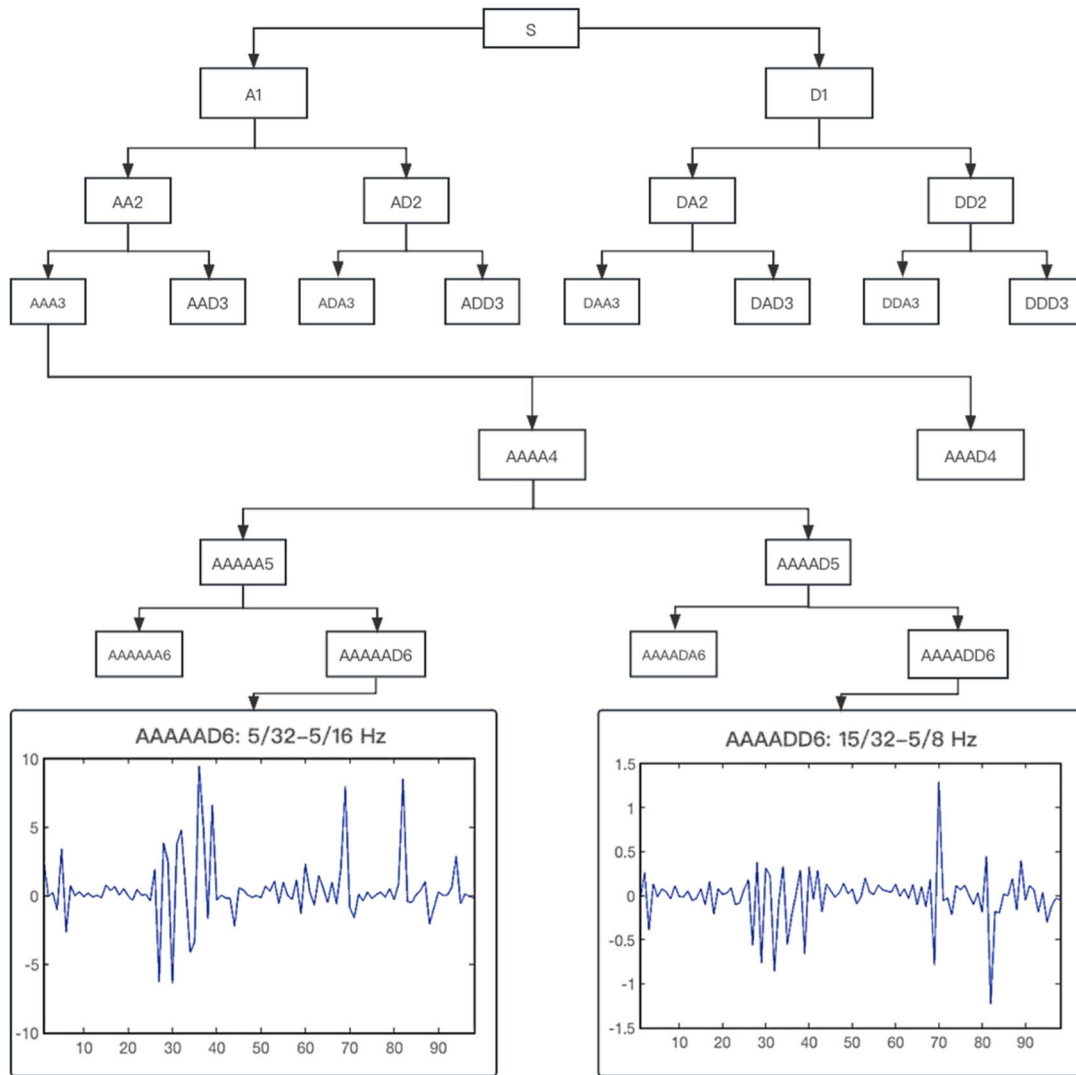 S
A1
D1
AA2
AD2
DA2
DD2
AAA3
AAD3
ADA3
ADD3
DAA3
DAD3
DDA3
DDD3
AAAA4
AAAD4
AAAAA5
AAAAD5
AAAAAA6
AAAAAD6
AAAADA6
AAAADD6
AAAAAD6: 5/32–5/16 Hz
10
5
0
-5
-10
10 20 30 40 50 60 70 80 90
AAAADD6: 15/32–5/8 Hz
1.5
1
0.5
0
-0.5
-1
-1.5
10 20 30 40 50 60 70 80 90